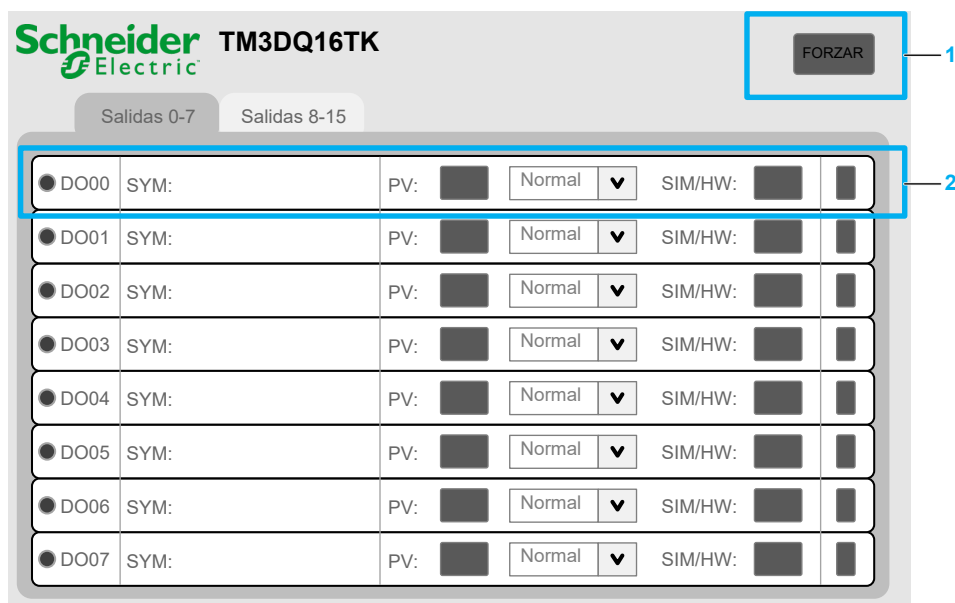 Schneider Electric TM3DQ16TK
FORZAR
1
Salidas 0-7 Salidas 8-15
DO00 SYM: PV: Normal SIM/HW:
2
DO01 SYM: PV: Normal SIM/HW:
DO02 SYM: PV: Normal SIM/HW:
DO03 SYM: PV: Normal SIM/HW:
DO04 SYM: PV: Normal SIM/HW:
DO05 SYM: PV: Normal SIM/HW:
DO06 SYM: PV: Normal SIM/HW:
DO07 SYM: PV: Normal SIM/HW: